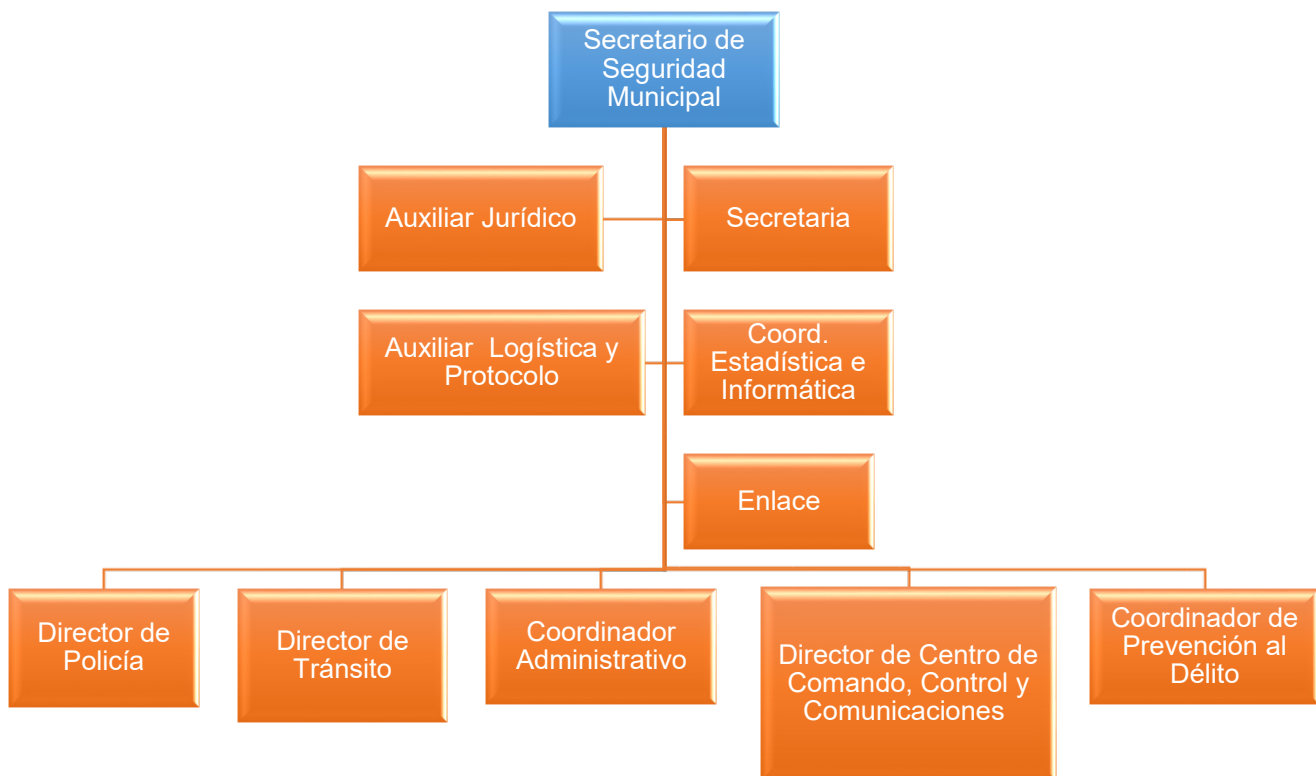 Secretario de
Seguridad
Municipal
Auxiliar Jurídico
Secretaria
Auxiliar  Logística y
Protocolo
Coord.
Estadística e
Informática
Enlace
Director de
Policía
Director de
Tránsito
Coordinador
Administrativo
Director de Centro de
Comando, Control y
Comunicaciones
Coordinador de
Prevención al
Délito